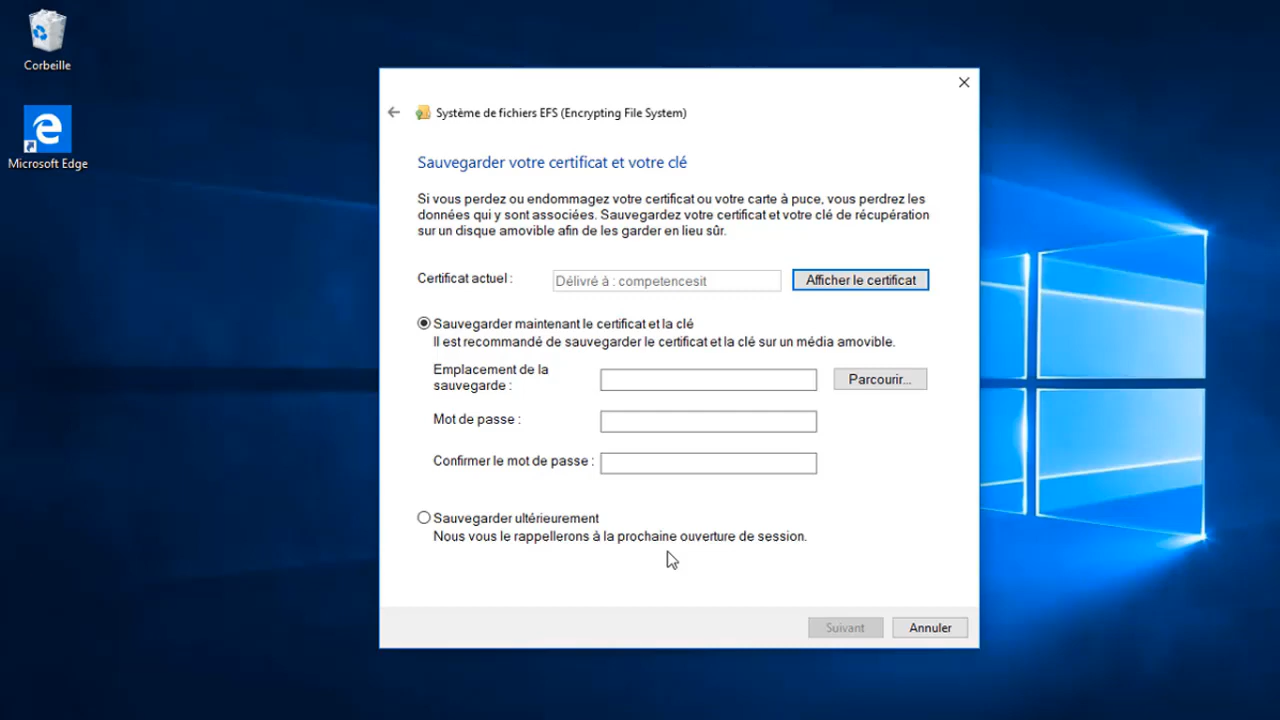 Corbeille
Microsoft Edge
Système de fichiers EFS (Encrypting File System)
Sauvegarder votre certificat et votre clé
Si vous perdez ou endommagez votre certificat ou votre carte à puce, vous perdrez les
données qui y sont associées. Sauvegardez votre certificat et votre clé de récupération
sur un disque amovible afin de les garder en lieu sûr.
Certificat actuel :
Délivré à : competencesit
Afficher le certificat
Sauvegarder maintenant le certificat et la clé
Il est recommandé de sauvegarder le certificat et la clé sur un média amovible.
Emplacement de la
sauvegarde :
Parcourir...
Mot de passe :
Confirmer le mot de passe :
Sauvegarder ultérieurement
Nous vous le rappellerons à la prochaine ouverture de session.
Suivant
Annuler